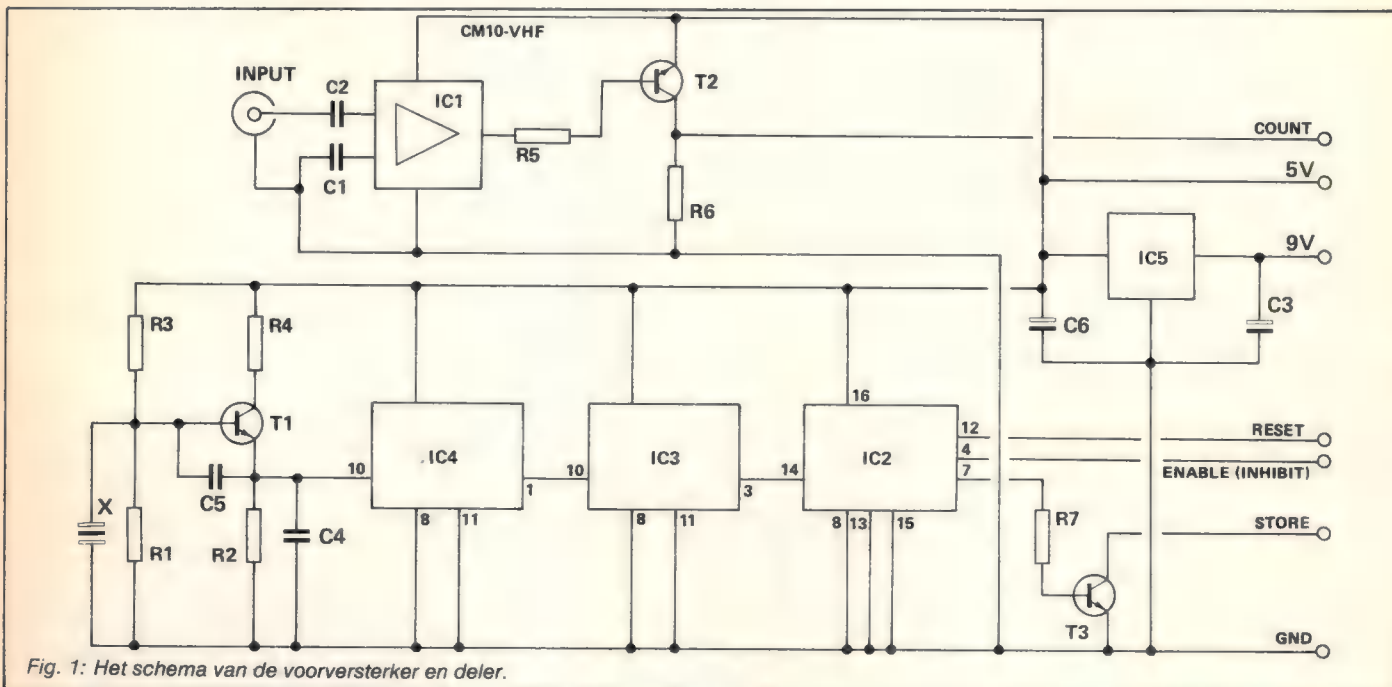 CM10-VHF
INPUT
C2
IC1
T2
C1
R5
COUNT
5V
R6
9V
IC5
C3
C6
R3
R4
T1
X
C5
R1
R2
C4
10
IC4
1
8
11
10
IC3
3
8
11
14
16
IC2
12
4
7
8
13
15
RESET
ENABLE (INHIBIT)
R7
STORE
T3
GND
Fig. 1: Het schema van de voorversterker en deler.